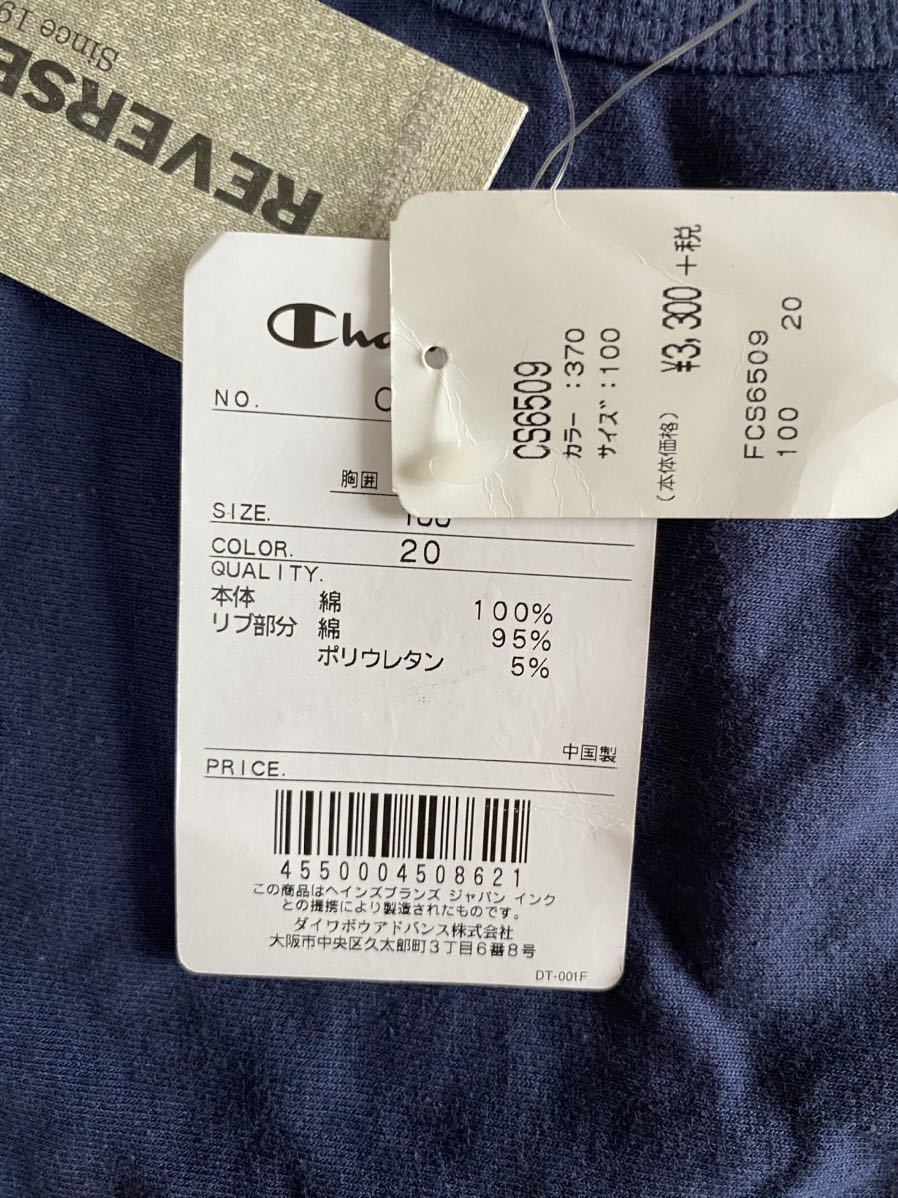 REVERSE
Since 19
Cha
NO. C
胸囲
SIZE. 100
COLOR. 20
QUALITY.
本体 綿 100%
リブ部分 綿 95%
ポリウレタン 5%
中国製
PRICE.
4550004508621
この商品はヘインズブランズ ジャパン インク
との提携により製造されたものです。
ダイワボウアドバンス株式会社
大阪市中央区久太郎町3丁目6番8号
DT-001F
CS6509
カラー :370
サイズ:100
(本体価格) ¥3,300+税
FCS6509
100 20